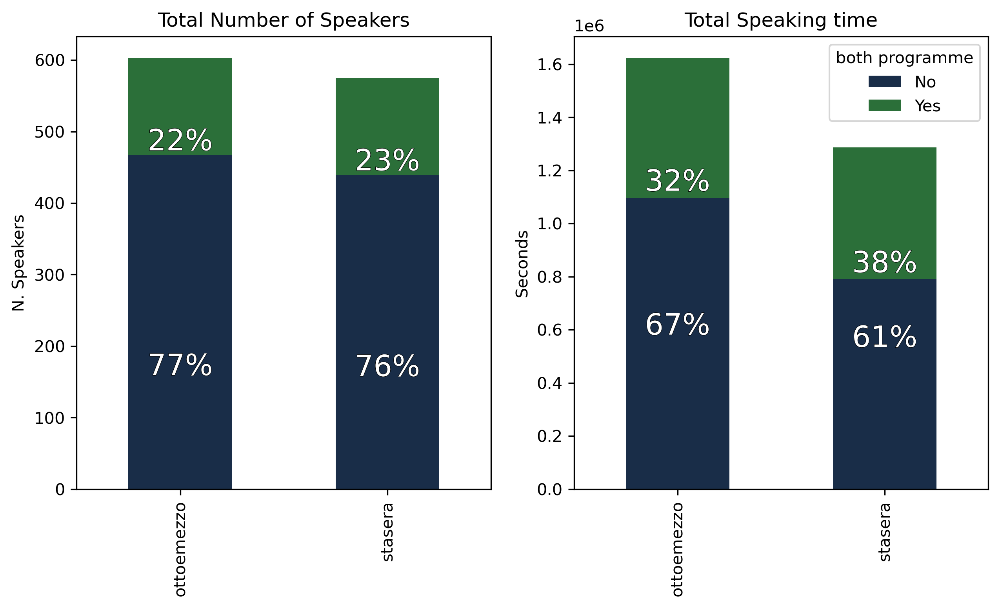 Total Number of Speakers
N. Speakers
600
500
400
300
200
100
0
22%
77%
23%
76%
ottoemezzo
stasera
Total Speaking time
1e6
Seconds
1.6
1.4
1.2
1.0
0.8
0.6
0.4
0.2
0.0
both programme
No
Yes
32%
67%
38%
61%
ottoemezzo
stasera